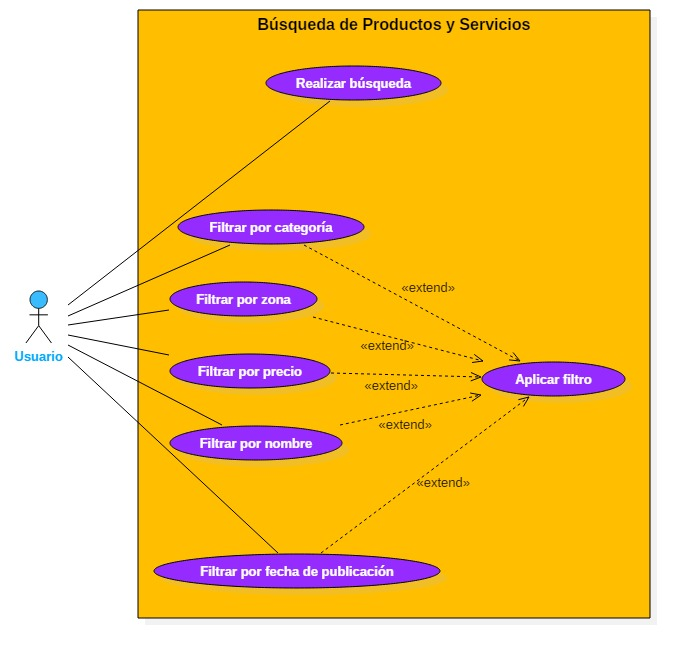 Búsqueda de Productos y Servicios
Realizar búsqueda
Filtrar por categoría
«extend»
Filtrar por zona
«extend»
Usuario
Filtrar por precio
Aplicar filtro
«extend»
Filtrar por nombre
«extend»
«extend»
Filtrar por fecha de publicación